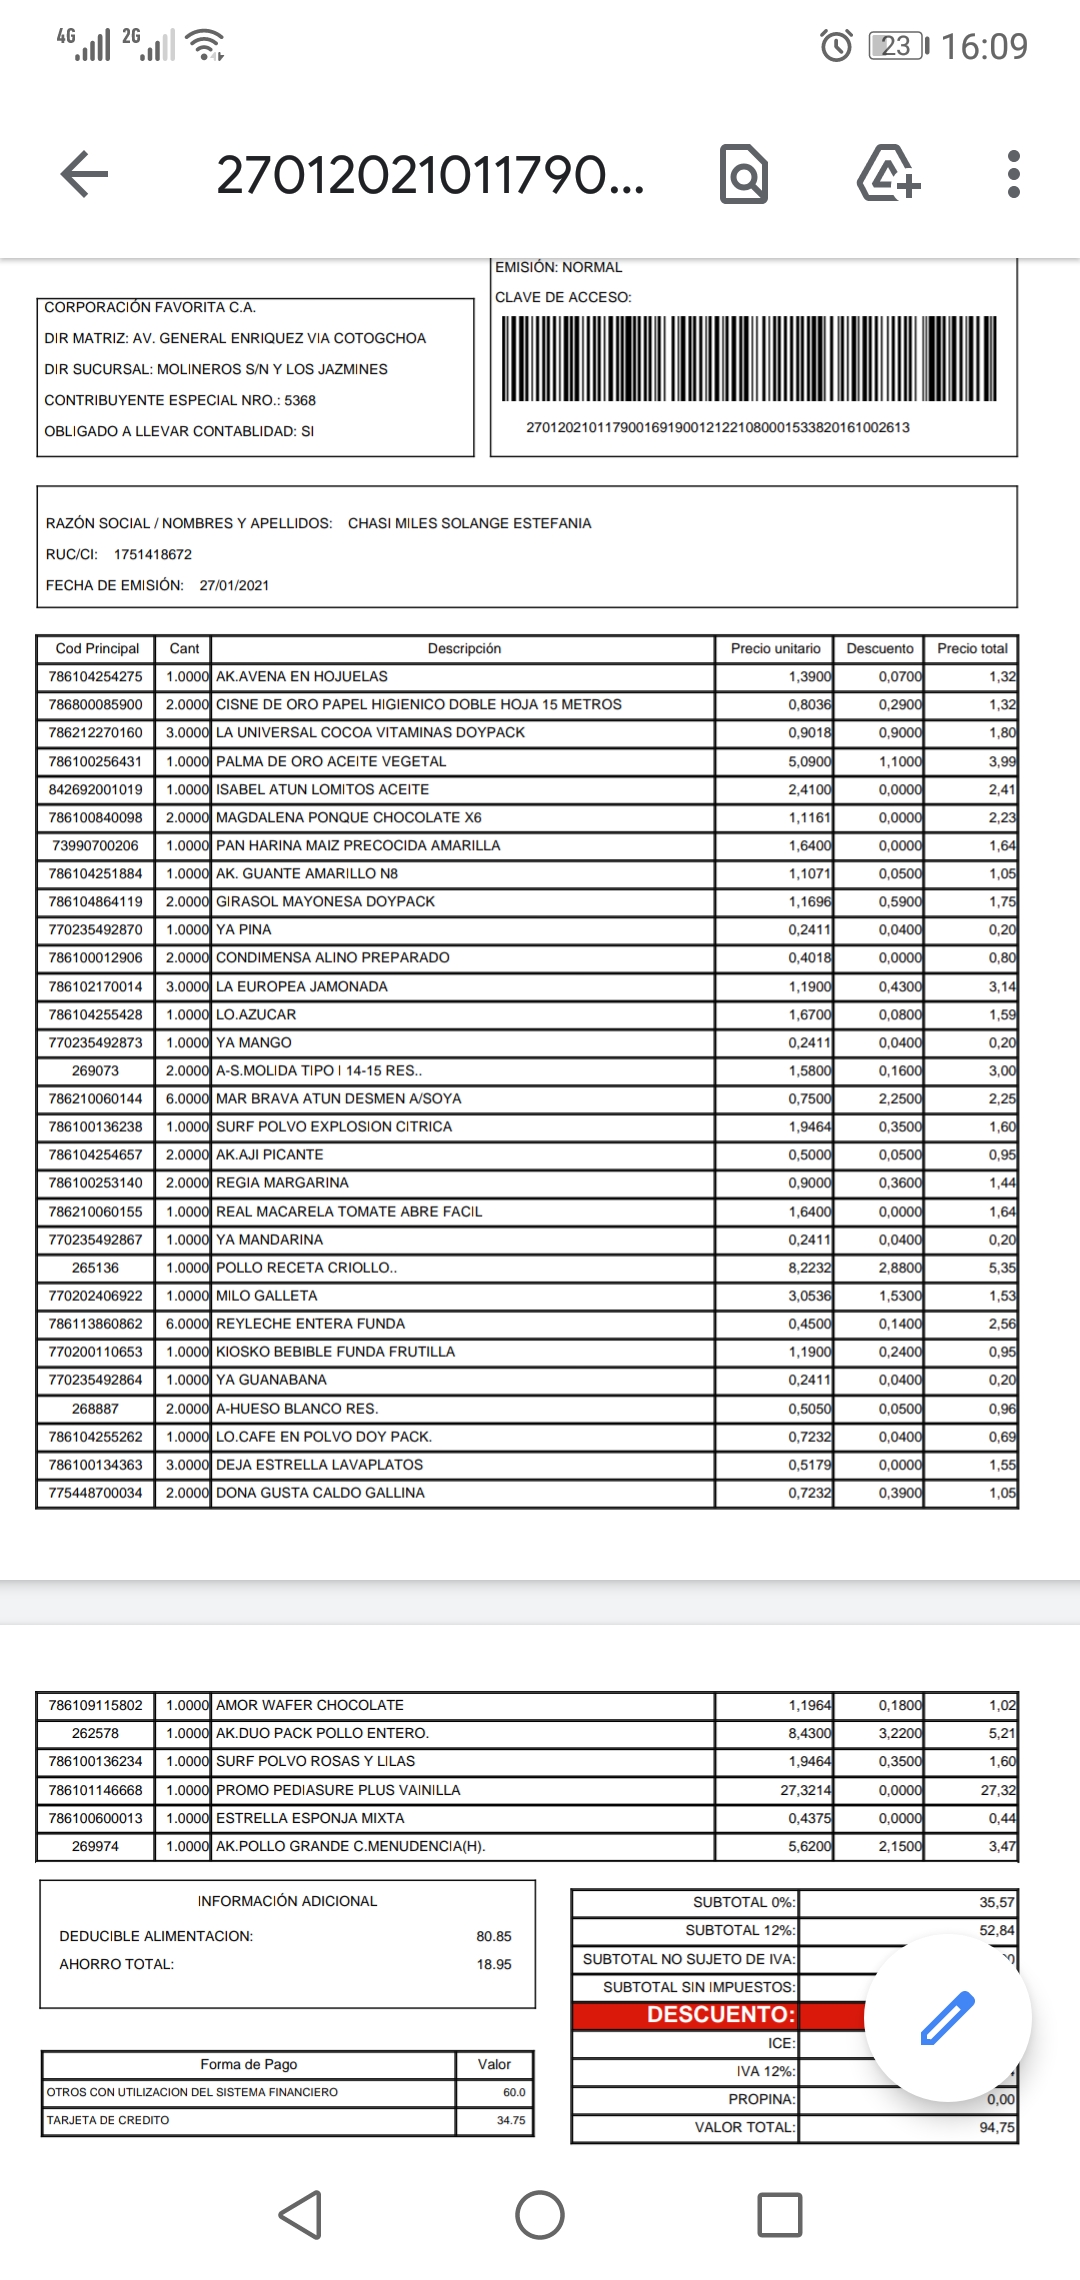 4G 2G 23 16:09
27012021011790...
EMISIÓN: NORMAL
CLAVE DE ACCESO:
2701202101179001691900121221080001533820161002613
CORPORACIÓN FAVORITA C.A.
DIR MATRIZ: AV. GENERAL ENRIQUEZ VIA COTOGCHOA
DIR SUCURSAL: MOLINEROS S/N Y LOS JAZMINES
CONTRIBUYENTE ESPECIAL NRO.: 5368
OBLIGADO A LLEVAR CONTABLIDAD: SI
RAZÓN SOCIAL / NOMBRES Y APELLIDOS: CHASI MILES SOLANGE ESTEFANIA
RUC/CI: 1751418672
FECHA DE EMISIÓN: 27/01/2021
Cod Principal Cant Descripción Precio unitario Descuento Precio total
786104254275 1.0000 AK.AVENA EN HOJUELAS 1,3900 0,0700 1,32
786800085900 2.0000 CISNE DE ORO PAPEL HIGIENICO DOBLE HOJA 15 METROS 0,8036 0,2900 1,32
786212270160 3.0000 LA UNIVERSAL COCOA VITAMINAS DOYPACK 0,9018 0,9000 1,80
786100256431 1.0000 PALMA DE ORO ACEITE VEGETAL 5,0900 1,1000 3,99
842692001019 1.0000 ISABEL ATUN LOMITOS ACEITE 2,4100 0,0000 2,41
786100840098 2.0000 MAGDALENA PONQUE CHOCOLATE X6 1,1161 0,0000 2,23
73990700206 1.0000 PAN HARINA MAIZ PRECOCIDA AMARILLA 1,6400 0,0000 1,64
786104251884 1.0000 AK. GUANTE AMARILLO N8 1,1071 0,0500 1,05
786104864119 2.0000 GIRASOL MAYONESA DOYPACK 1,1696 0,5900 1,75
770235492870 1.0000 YA PINA 0,2411 0,0400 0,20
786100012906 2.0000 CONDIMENSA ALINO PREPARADO 0,4018 0,0000 0,80
786102170014 3.0000 LA EUROPEA JAMONADA 1,1900 0,4300 3,14
786104255428 1.0000 LO.AZUCAR 1,6700 0,0800 1,59
770235492873 1.0000 YA MANGO 0,2411 0,0400 0,20
269073 2.0000 A-S.MOLIDA TIPO I 14-15 RES.. 1,5800 0,1600 3,00
786210060144 6.0000 MAR BRAVA ATUN DESMEN A/SOYA 0,7500 2,2500 2,25
786100136238 1.0000 SURF POLVO EXPLOSION CITRICA 1,9464 0,3500 1,60
786104254657 2.0000 AK.AJI PICANTE 0,5000 0,0500 0,95
786100253140 2.0000 REGIA MARGARINA 0,9000 0,3600 1,44
786210060155 1.0000 REAL MACARELA TOMATE ABRE FACIL 1,6400 0,0000 1,64
770235492867 1.0000 YA MANDARINA 0,2411 0,0400 0,20
265136 1.0000 POLLO RECETA CRIOLLO.. 8,2232 2,8800 5,35
770202406922 1.0000 MILO GALLETA 3,0536 1,5300 1,53
786113860862 6.0000 REYLECHE ENTERA FUNDA 0,4500 0,1400 2,56
770200110653 1.0000 KIOSKO BEBIBLE FUNDA FRUTILLA 1,1900 0,2400 0,95
770235492864 1.0000 YA GUANABANA 0,2411 0,0400 0,20
268887 2.0000 A-HUESO BLANCO RES. 0,5050 0,0500 0,96
786104255262 1.0000 LO.CAFE EN POLVO DOY PACK. 0,7232 0,0400 0,69
786100134363 3.0000 DEJA ESTRELLA LAVAPLATOS 0,5179 0,0000 1,55
775448700034 2.0000 DONA GUSTA CALDO GALLINA 0,7232 0,3900 1,05
786109115802 1.0000 AMOR WAFER CHOCOLATE 1,1964 0,1800 1,02
262578 1.0000 AK.DUO PACK POLLO ENTERO. 8,4300 3,2200 5,21
786100136234 1.0000 SURF POLVO ROSAS Y LILAS 1,9464 0,3500 1,60
786101146668 1.0000 PROMO PEDIASURE PLUS VAINILLA 27,3214 0,0000 27,32
786100600013 1.0000 ESTRELLA ESPONJA MIXTA 0,4375 0,0000 0,44
269974 1.0000 AK.POLLO GRANDE C.MENUDENCIA(H). 5,6200 2,1500 3,47
INFORMACIÓN ADICIONAL
DEDUCIBLE ALIMENTACION: 80.85
AHORRO TOTAL: 18.95
Forma de Pago Valor
OTROS CON UTILIZACION DEL SISTEMA FINANCIERO 60.0
TARJETA DE CREDITO 34.75
SUBTOTAL 0%: 35,57
SUBTOTAL 12%: 52,84
SUBTOTAL NO SUJETO DE IVA:
SUBTOTAL SIN IMPUESTOS:
DESCUENTO:
ICE:
IVA 12%:
PROPINA: 0,00
VALOR TOTAL: 94,75